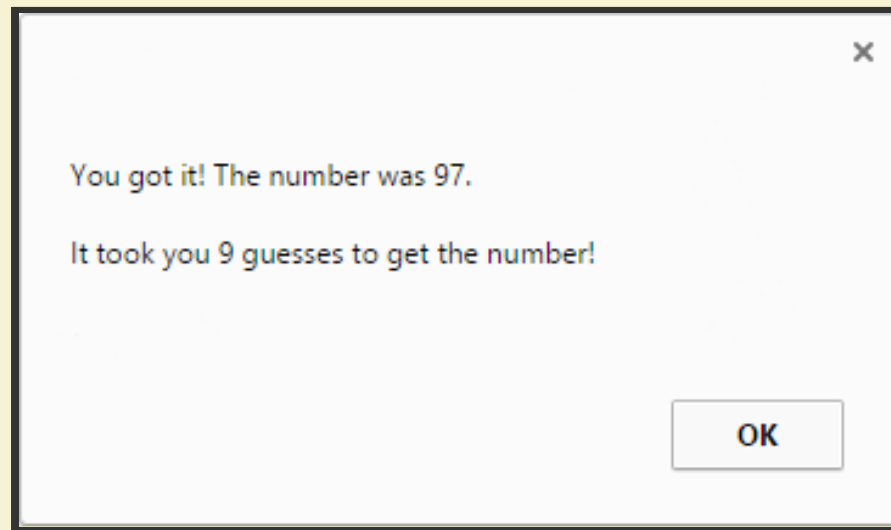 You got it! The number was 97.
It took you 9 guesses to get the number!
OK